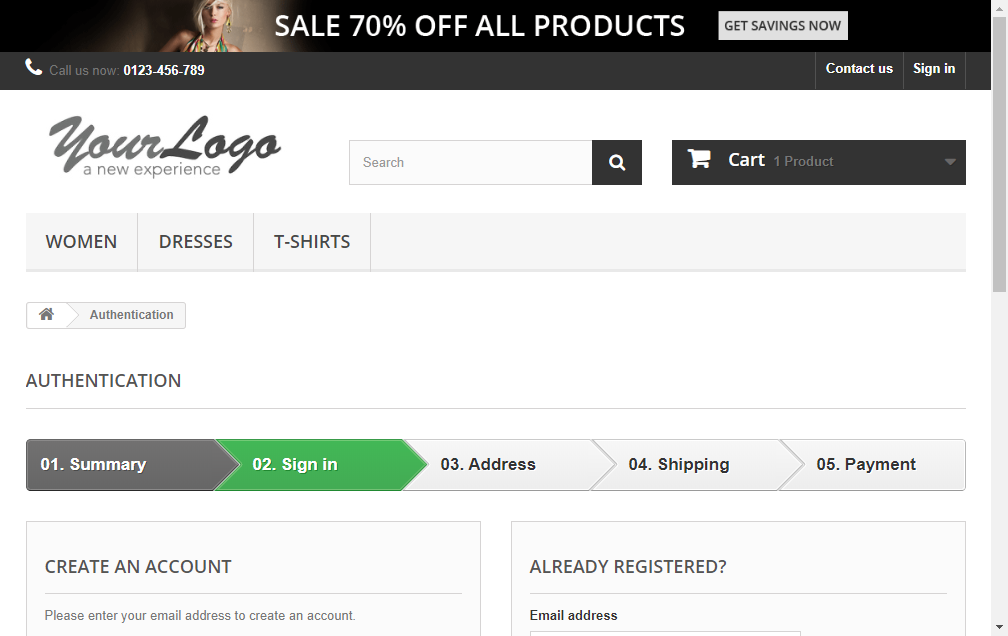 SALE 70% OFF ALL PRODUCTS GET SAVINGS NOW
Call us now: 0123-456-789 Contact us Sign in
YourLogo
a new experience
Search
Cart 1 Product
WOMEN DRESSES T-SHIRTS
Authentication
AUTHENTICATION
01. Summary 02. Sign in 03. Address 04. Shipping 05. Payment
CREATE AN ACCOUNT
Please enter your email address to create an account.
ALREADY REGISTERED?
Email address